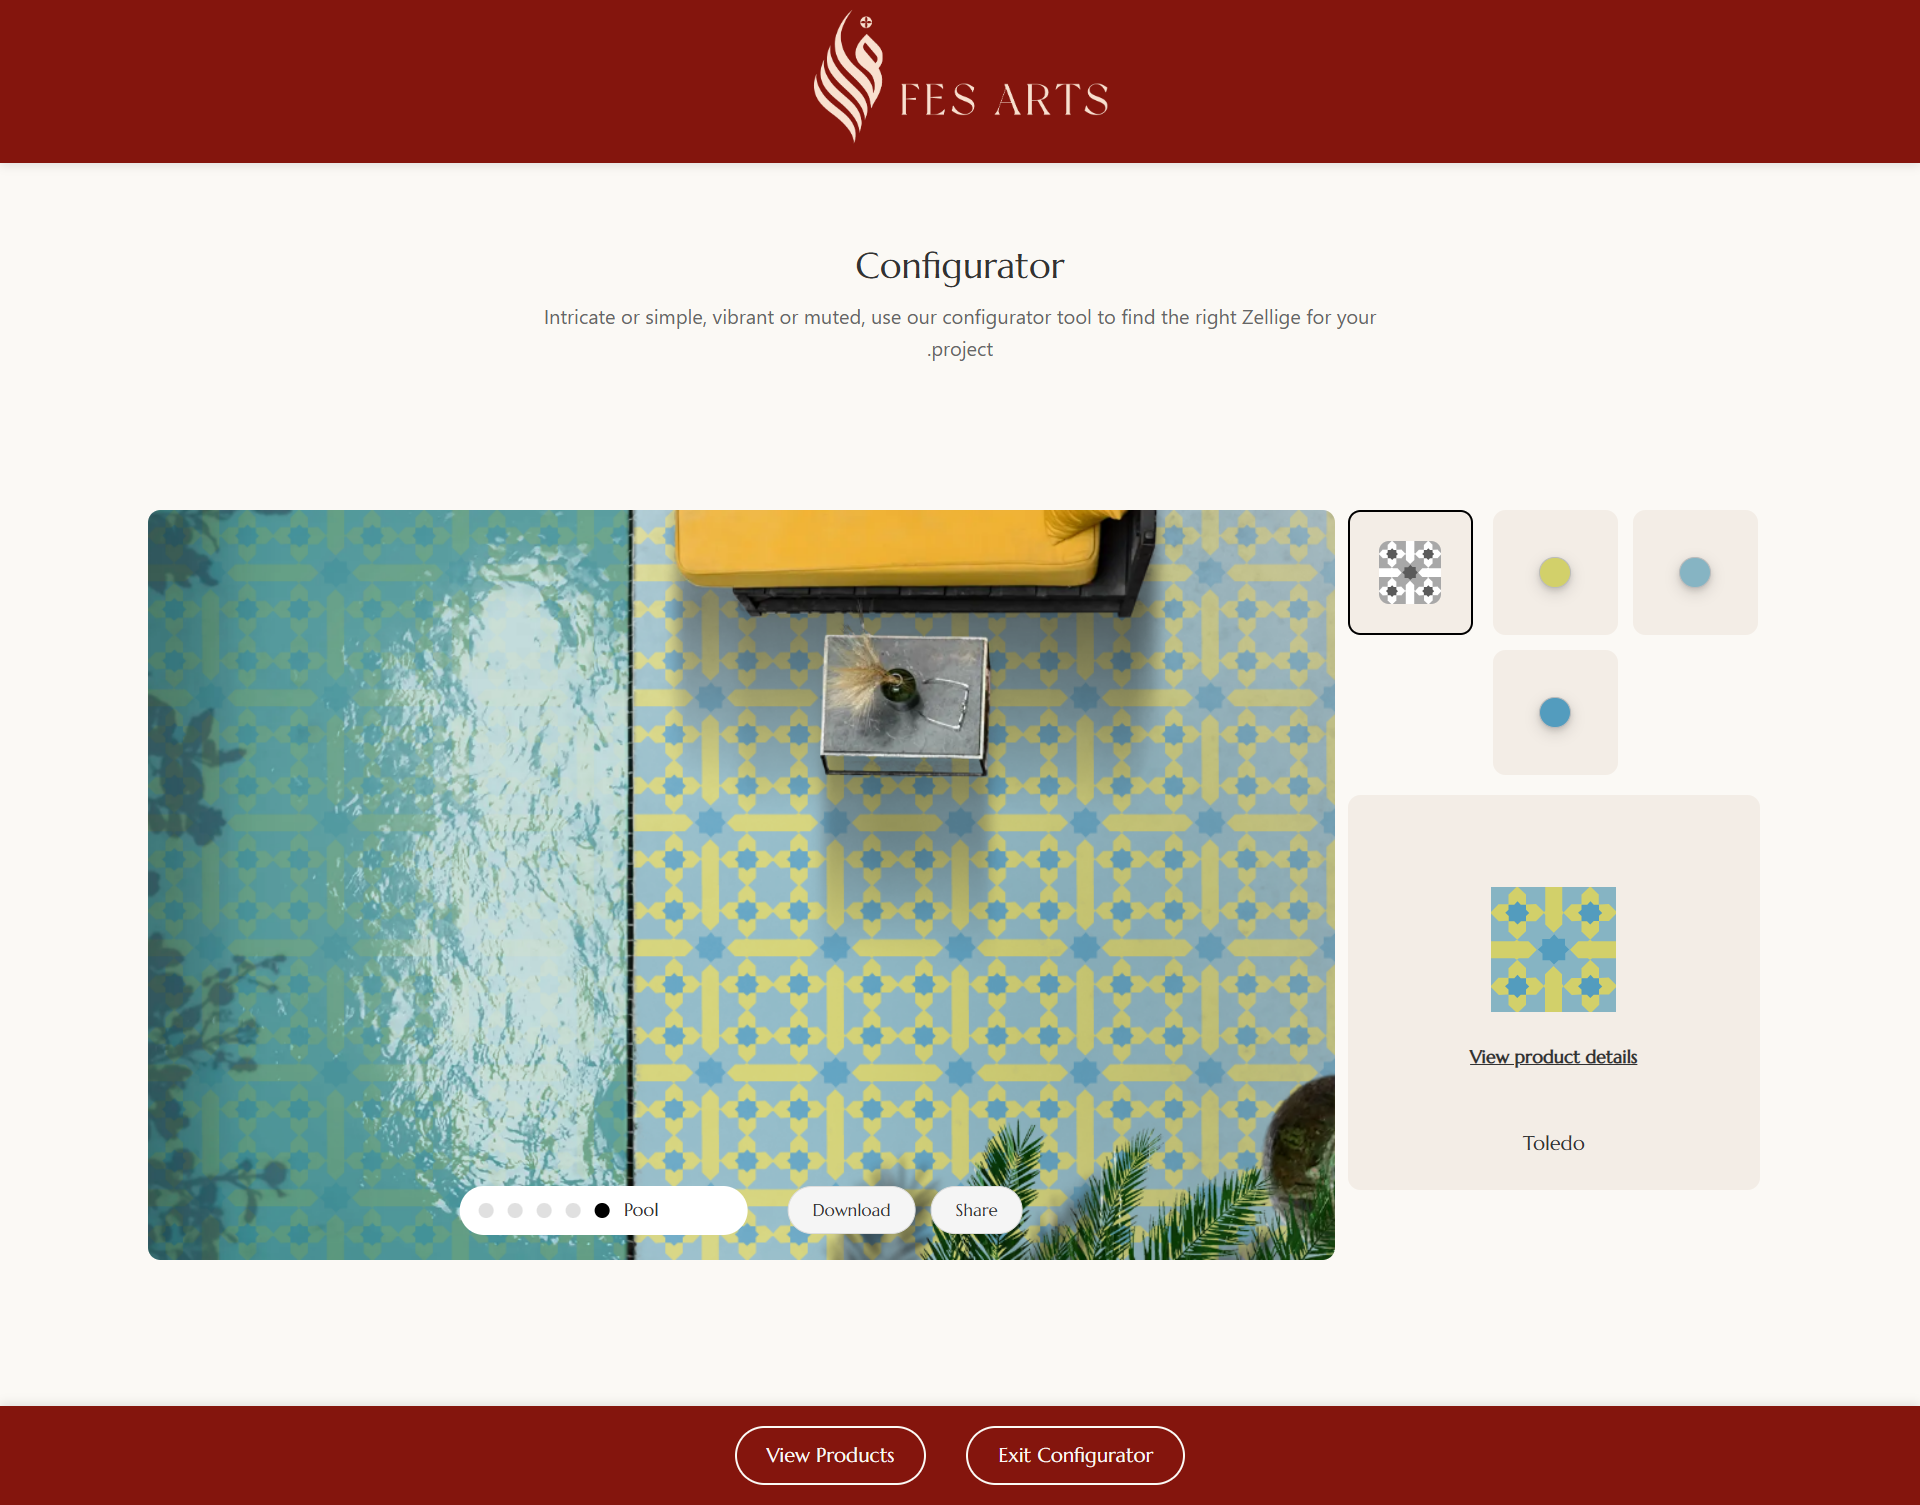 FES ARTS
Configurator
Intricate or simple, vibrant or muted, use our configurator tool to find the right Zellige for your
.project
View product details
Toledo
Pool
Download
Share
View Products
Exit Configurator